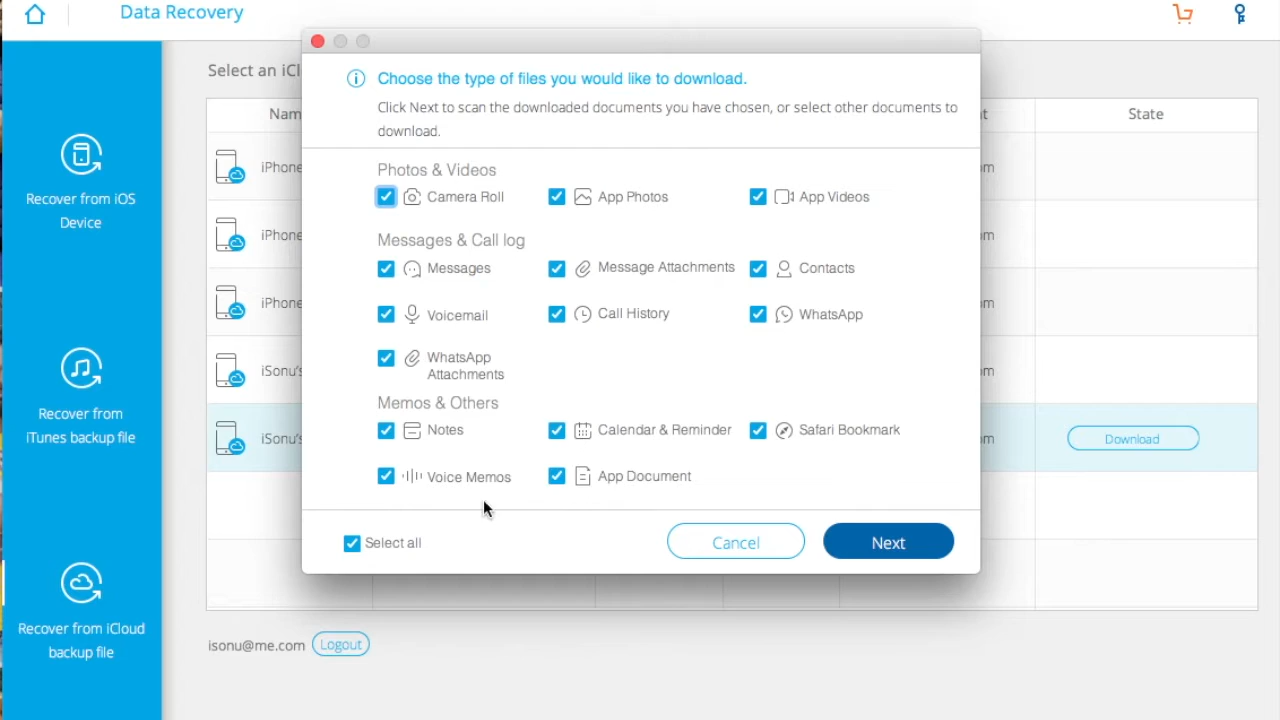 Data Recovery
Select an iCl
Nam
t
State
Recover from iOS
Device
Recover from
iTunes backup file
Recover from iCloud
backup file
iPhone
m
iPhone
m
iPhone
m
iSonu's
m
iSonu's
m
Download
Choose the type of files you would like to download.
Click Next to scan the downloaded documents you have chosen, or select other documents to
download.
Photos & Videos
Camera Roll App Photos App Videos
Messages & Call log
Messages Message Attachments Contacts
Voicemail Call History WhatsApp
WhatsApp
Attachments
Memos & Others
Notes Calendar & Reminder Safari Bookmark
Voice Memos App Document
Select all
Cancel
Next
isonu@me.com Logout